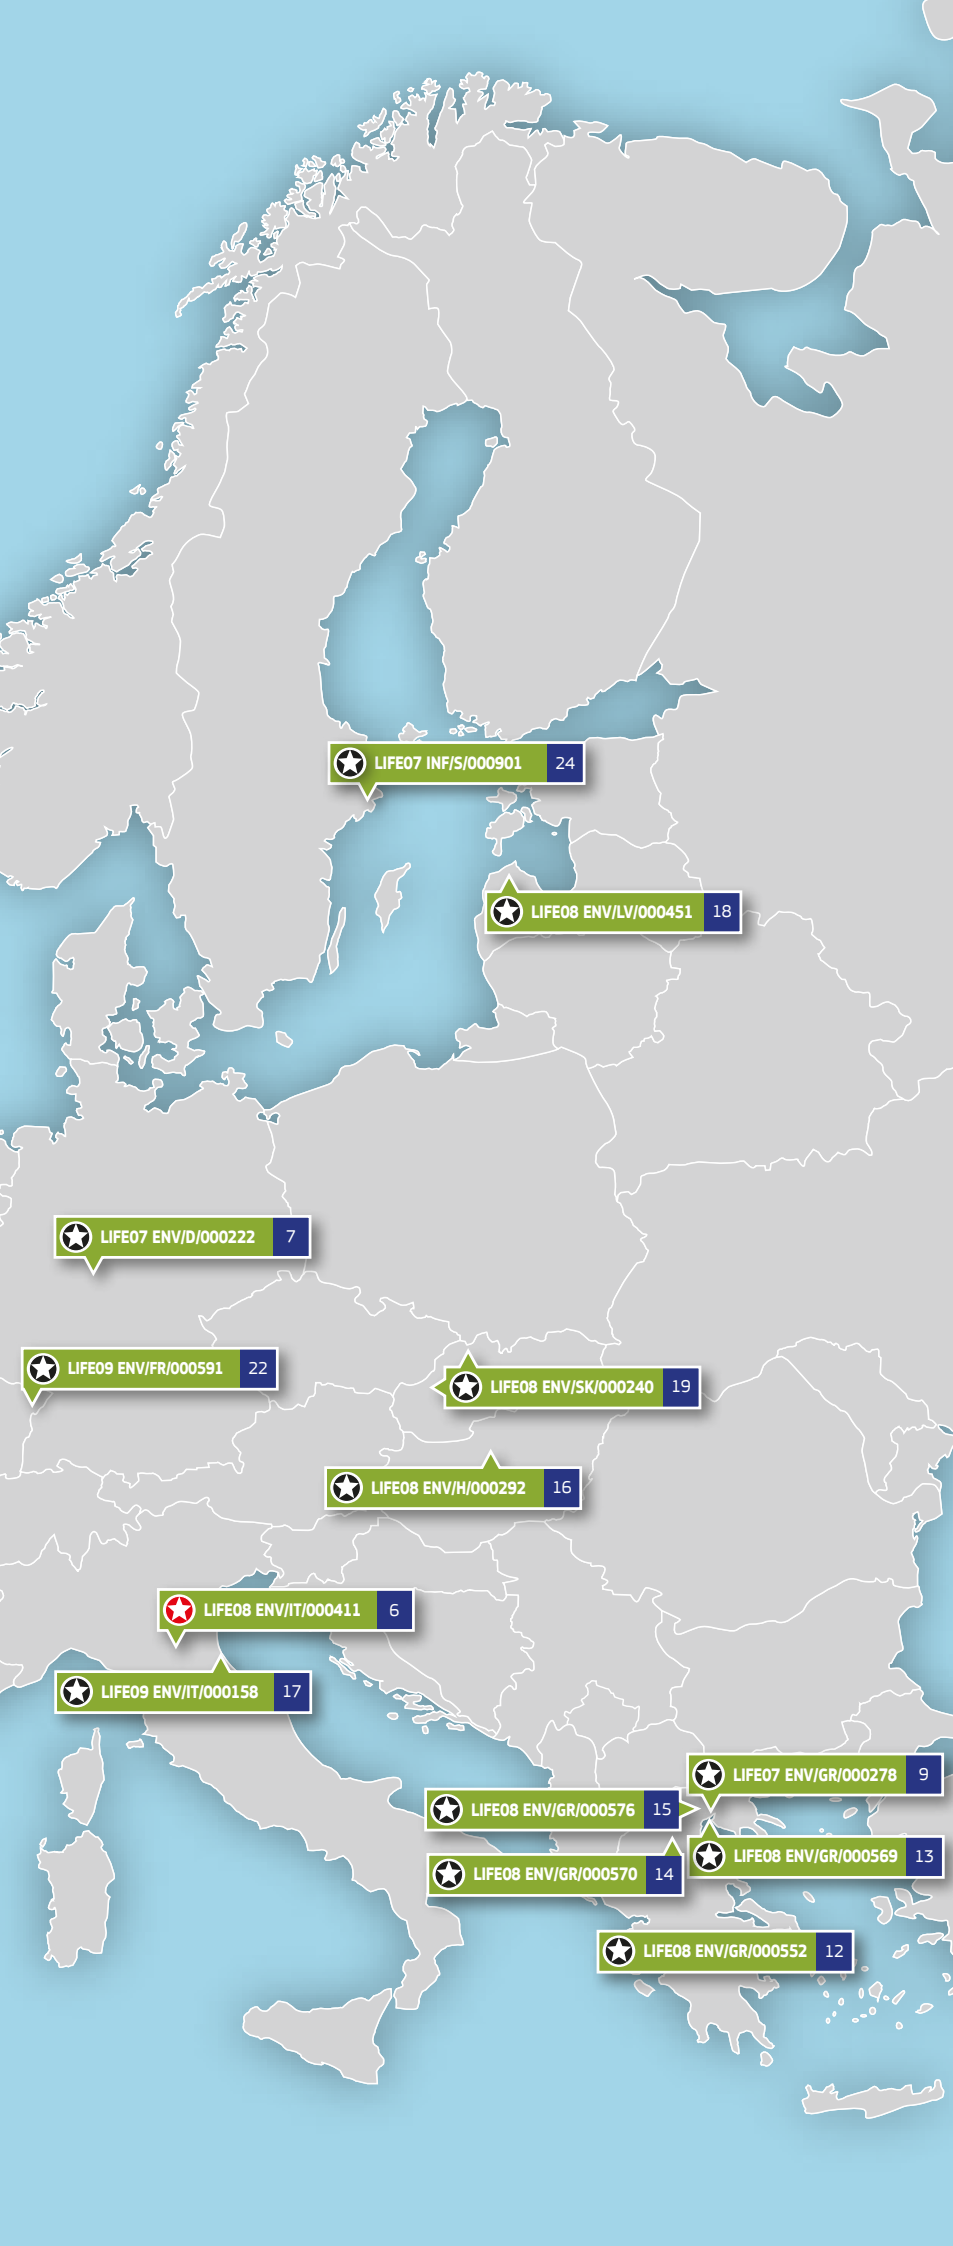 LIFE07 INF/S/000901 24
LIFE08 ENV/LV/000451 18
LIFE07 ENV/D/000222 7
LIFE09 ENV/FR/000591 22
LIFE08 ENV/SK/000240 19
LIFE08 ENV/H/000292 16
LIFE08 ENV/IT/000411 6
LIFE09 ENV/IT/000158 17
LIFE07 ENV/GR/000278 9
LIFE08 ENV/GR/000576 15
LIFE08 ENV/GR/000569 13
LIFE08 ENV/GR/000570 14
LIFE08 ENV/GR/000552 12